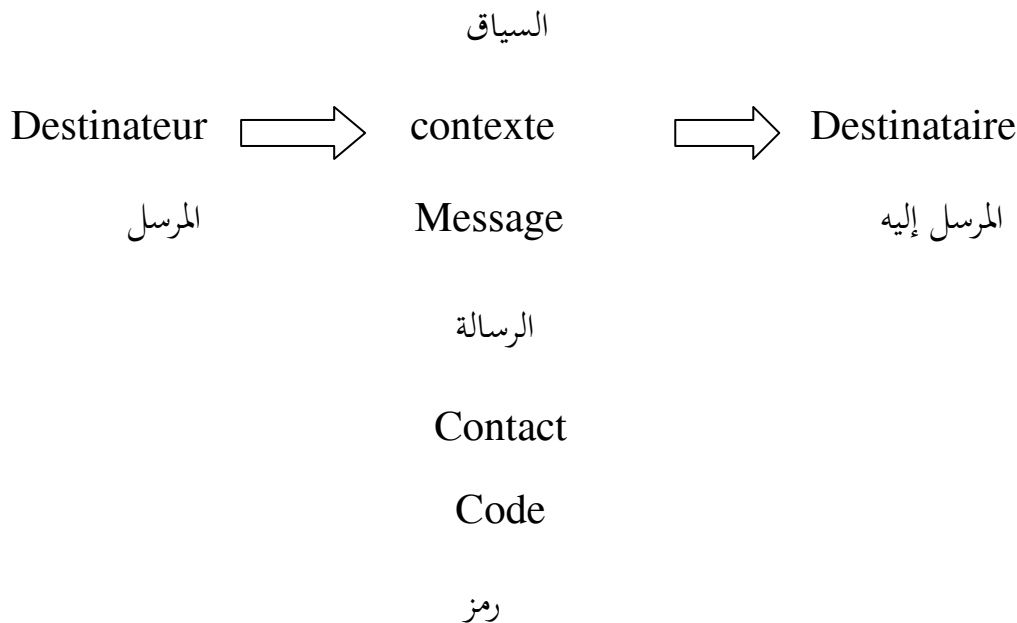 السياق
Destinateur contexte Destinataire
المرسل Message المرسل إليه
الرسالة
Contact
Code
رمز